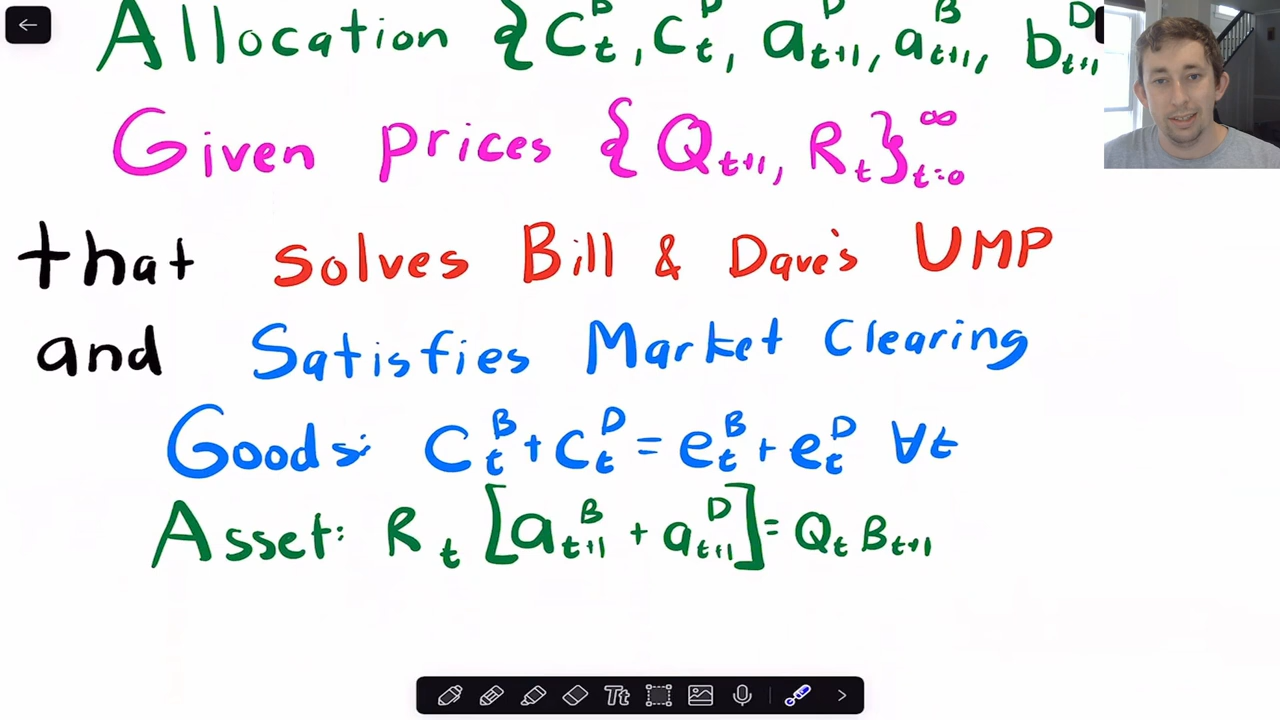 Allocation {C_t^B, C_t^D, a_{t+1}^D, a_{t+1}^B, b_{t+1}^D
Given prices {Q_{t+1}, R_t}_{t=0}^∞
that solves Bill & Dave's UMP
and Satisfies Market Clearing
Goods: C_t^B + C_t^D = e_t^B + e_t^D ∀t
Asset: R_t [a_{t+1}^B + a_{t+1}^D] = Q_t B_{t+1}
Tt